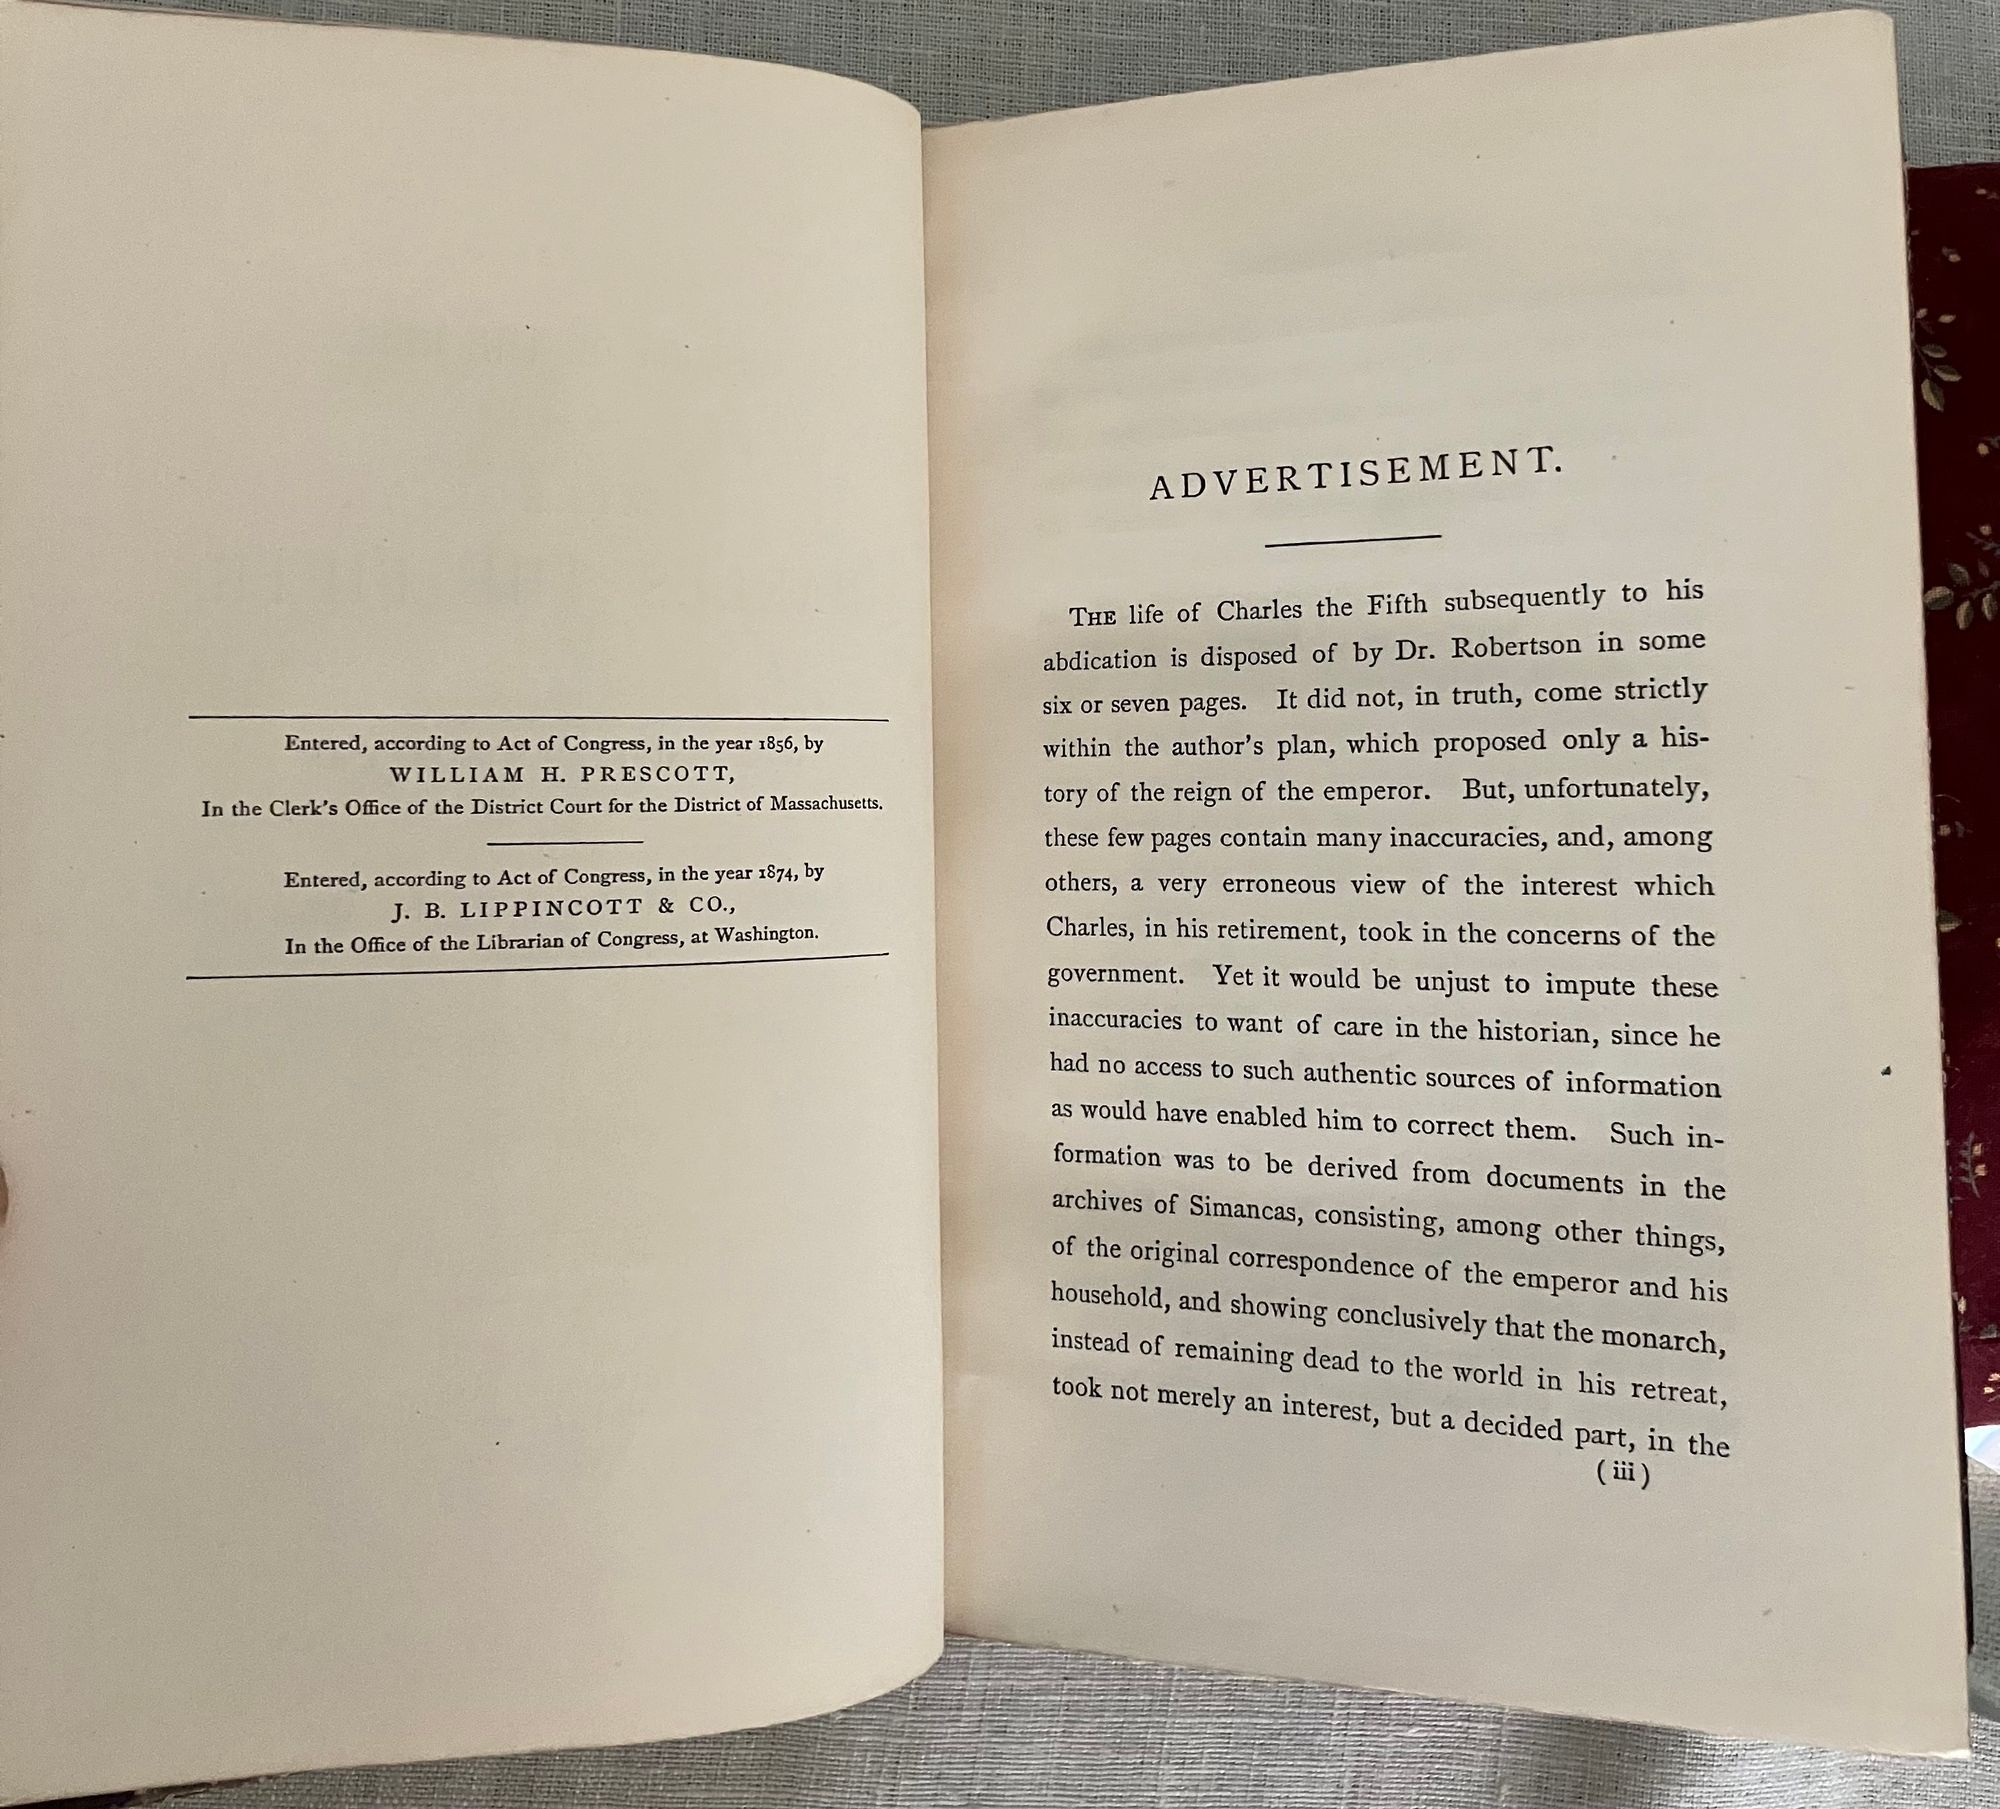 Entered, according to Act of Congress, in the year 1856, by
WILLIAM H. PRESCOTT,
In the Clerk's Office of the District Court for the District of Massachusetts.
Entered, according to Act of Congress, in the year 1874, by
J. B. LIPPINCOTT & CO.,
In the Office of the Librarian of Congress, at Washington.
ADVERTISEMENT.
THE life of Charles the Fifth subsequently to his
abdication is disposed of by Dr. Robertson in some
six or seven pages. It did not, in truth, come strictly
within the author's plan, which proposed only a his-
tory of the reign of the emperor. But, unfortunately,
these few pages contain many inaccuracies, and, among
others, a very erroneous view of the interest which
Charles, in his retirement, took in the concerns of the
government. Yet it would be unjust to impute these
inaccuracies to want of care in the historian, since he
had no access to such authentic sources of information
as would have enabled him to correct them. Such in-
formation was to be derived from documents in the
archives of Simancas, consisting, among other things,
of the original correspondence of the emperor and his
household, and showing conclusively that the monarch,
instead of remaining dead to the world in his retreat,
took not merely an interest, but a decided part, in the
(iii)